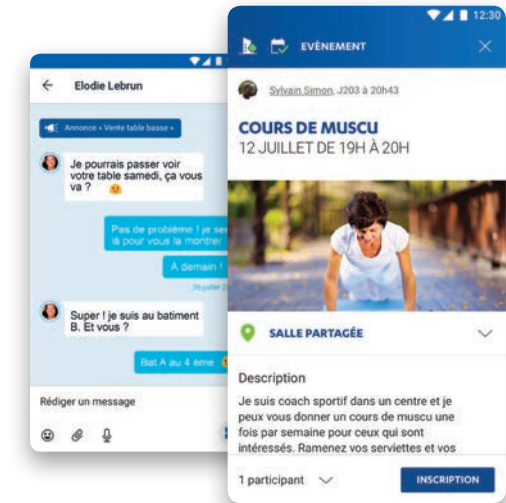 Elodie Lebrun
Annonce « Vente table basse »
Je pourrais passer voir
votre table samedi, ça vous
va ?
Pas de problème ! je
là pour vous la montrer
A demain !
Super ! je suis au batiment
B. Et vous ?
Bat A au 4 ème
Rédiger un message
12:30
EVÈNEMENT
Sylvain Simon, J203 à 20h43
COURS DE MUSCU
12 JUILLET DE 19H À 20H
SALLE PARTAGÉE
Description
Je suis coach sportif dans un centre et je
peux vous donner un cours de muscu une
fois par semaine pour ceux qui sont
intéressés. Ramenez vos serviettes et vos
1 participant
INSCRIPTION